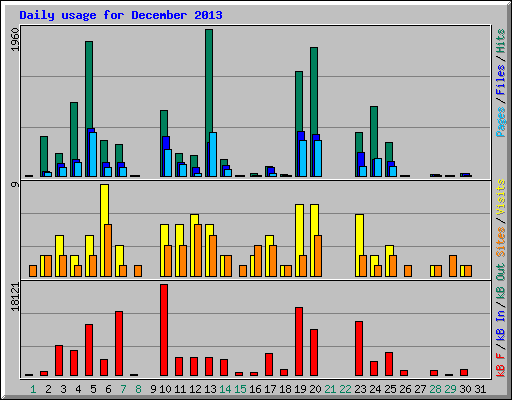 Daily usage for December 2013
1960
Pages / Files / Hits
9
Sites / Visits
18121
kB F / kB In / kB Out
1 2 3 4 5 6 7 8 9 10 11 12 13 14 15 16 17 18 19 20 21 22 23 24 25 26 27 28 29 30 31